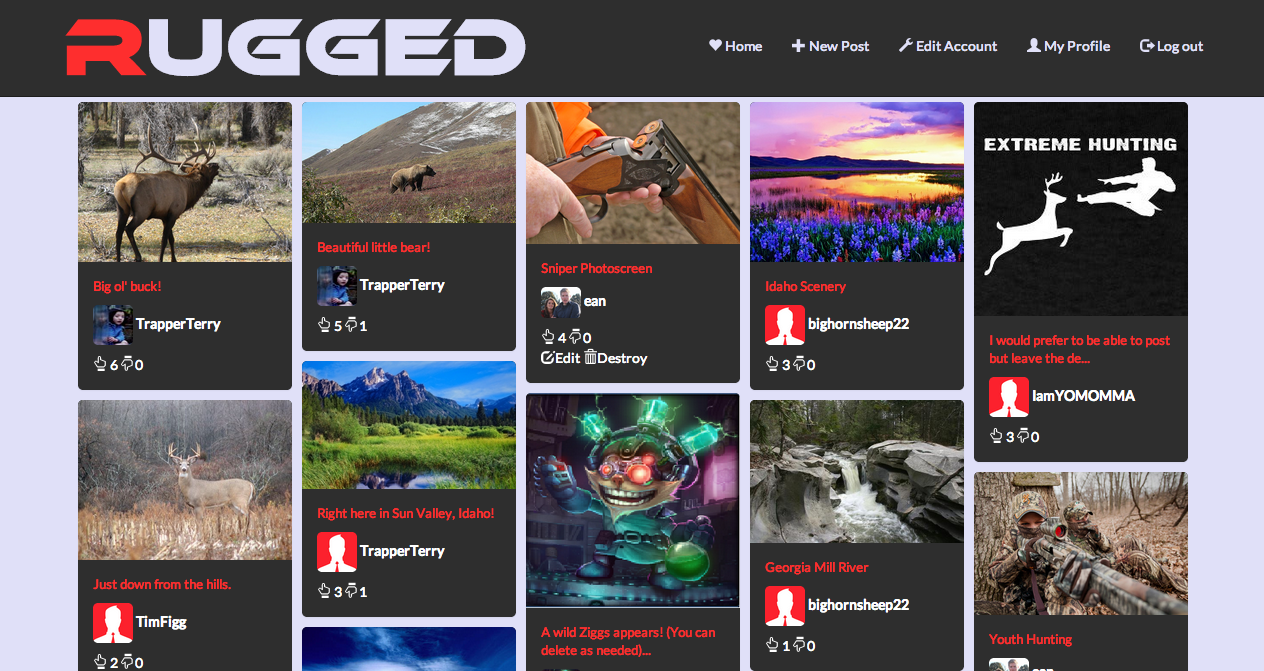 RUGGED
Home
New Post
Edit Account
My Profile
Log out
Big ol' buck!
TrapperTerry
6 0
Just down from the hills.
TimFigg
2 0
Beautiful little bear!
TrapperTerry
5 1
Right here in Sun Valley, Idaho!
TrapperTerry
3 1
Sniper Photoscreen
ean
4 0
Edit Destroy
A wild Ziggs appears! (You can
delete as needed)...
Idaho Scenery
bighornsheep22
3 0
Georgia Mill River
bighornsheep22
1 0
EXTREME HUNTING
I would prefer to be able to post
but leave the de...
IamYOMOMMA
3 0
Youth Hunting